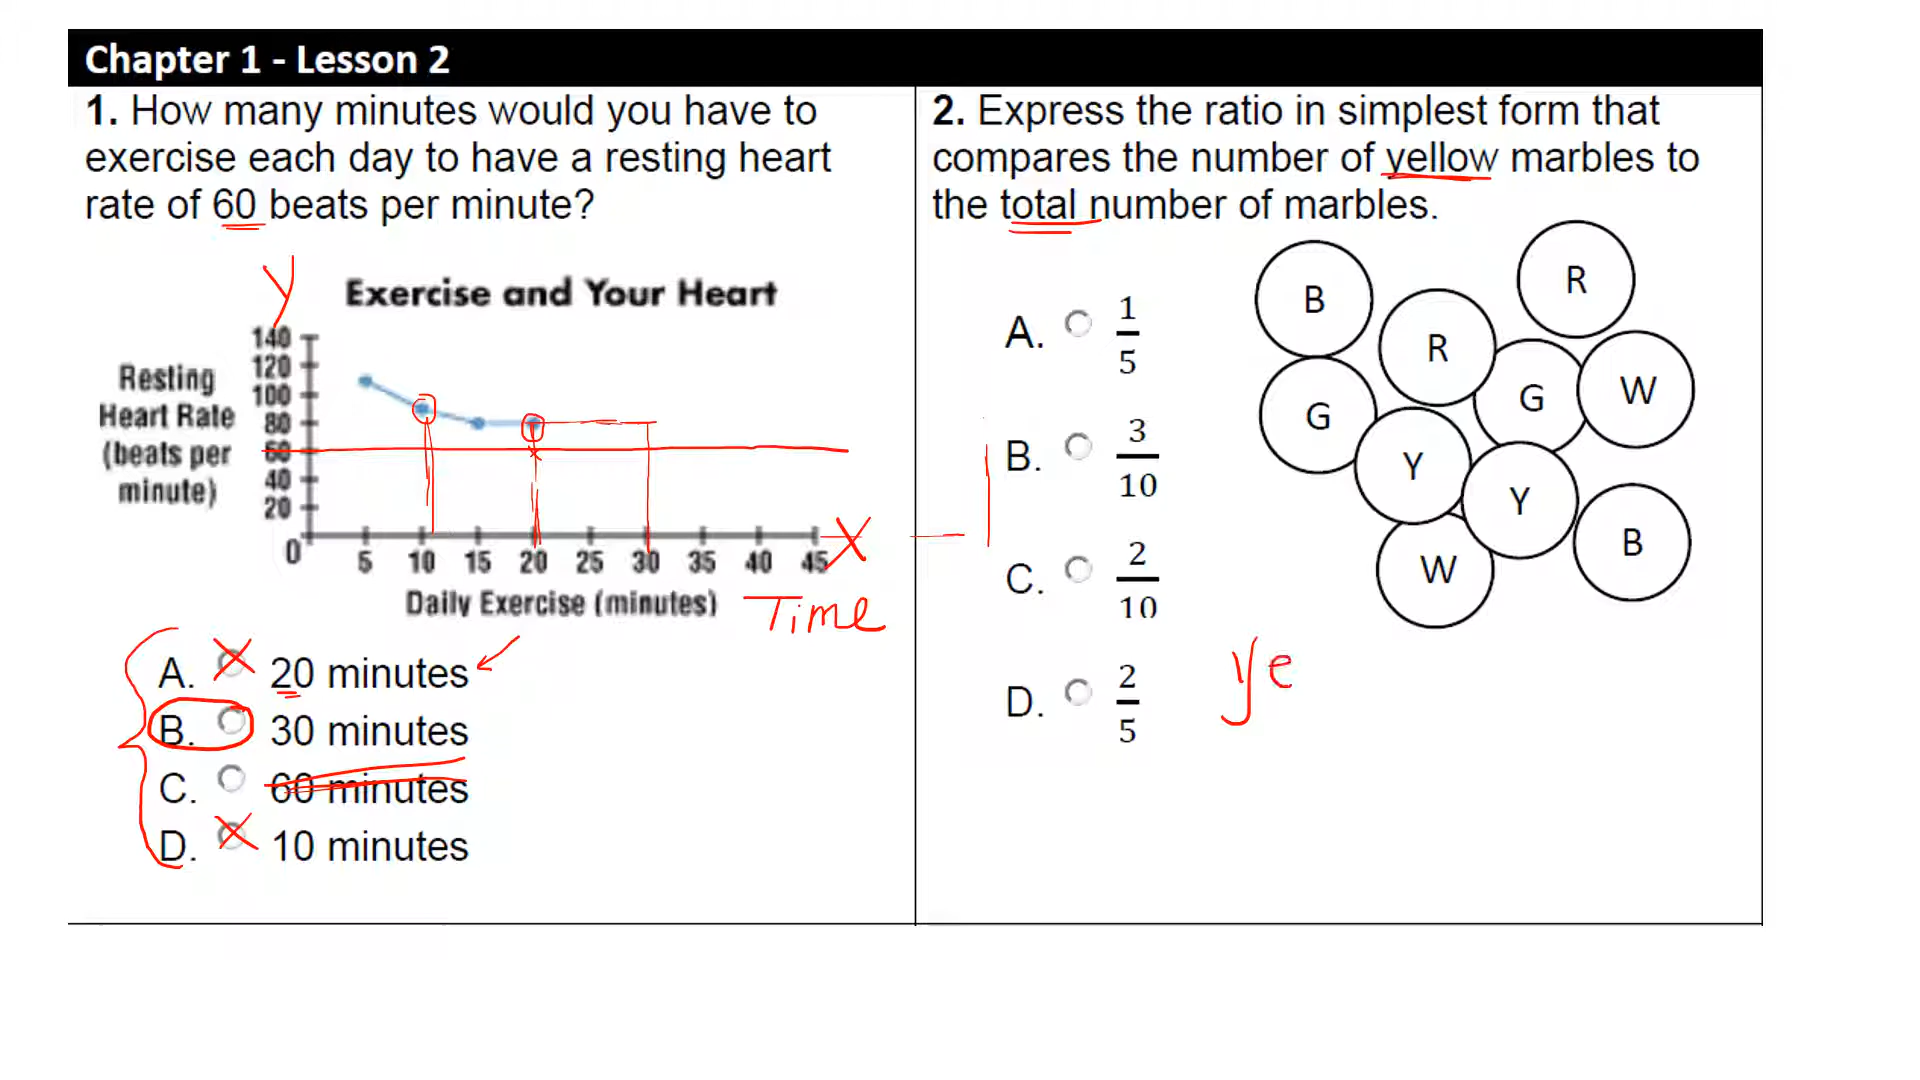 Chapter 1 - Lesson 2
1. How many minutes would you have to
exercise each day to have a resting heart
rate of 60 beats per minute?
y
Exercise and Your Heart
Resting
Heart Rate
(beats per
minute)
140
120
100
80
60
40
20
0
5 10 15 20 25 30 35 40 45
X
Daily Exercise (minutes)
Time
A. 20 minutes
B. 30 minutes
C. 60 minutes
D. 10 minutes
2. Express the ratio in simplest form that
compares the number of yellow marbles to
the total number of marbles.
A. 1/5
B. 3/10
C. 2/10
D. 2/5
B
R
R
G
G
W
Y
Y
W
B
ye